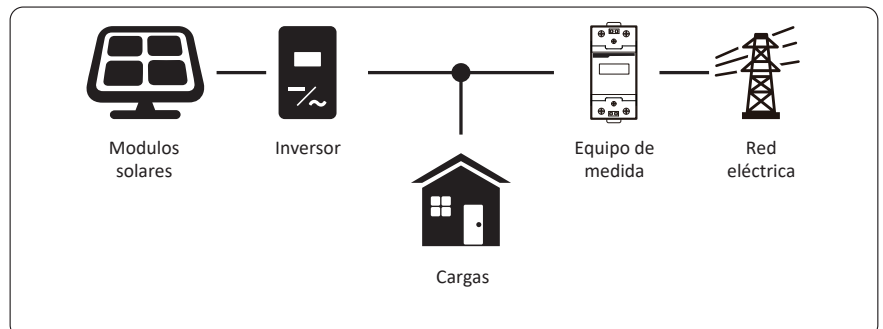 Modulos
solares
Inversor
Equipo de
medida
Red
eléctrica
Cargas